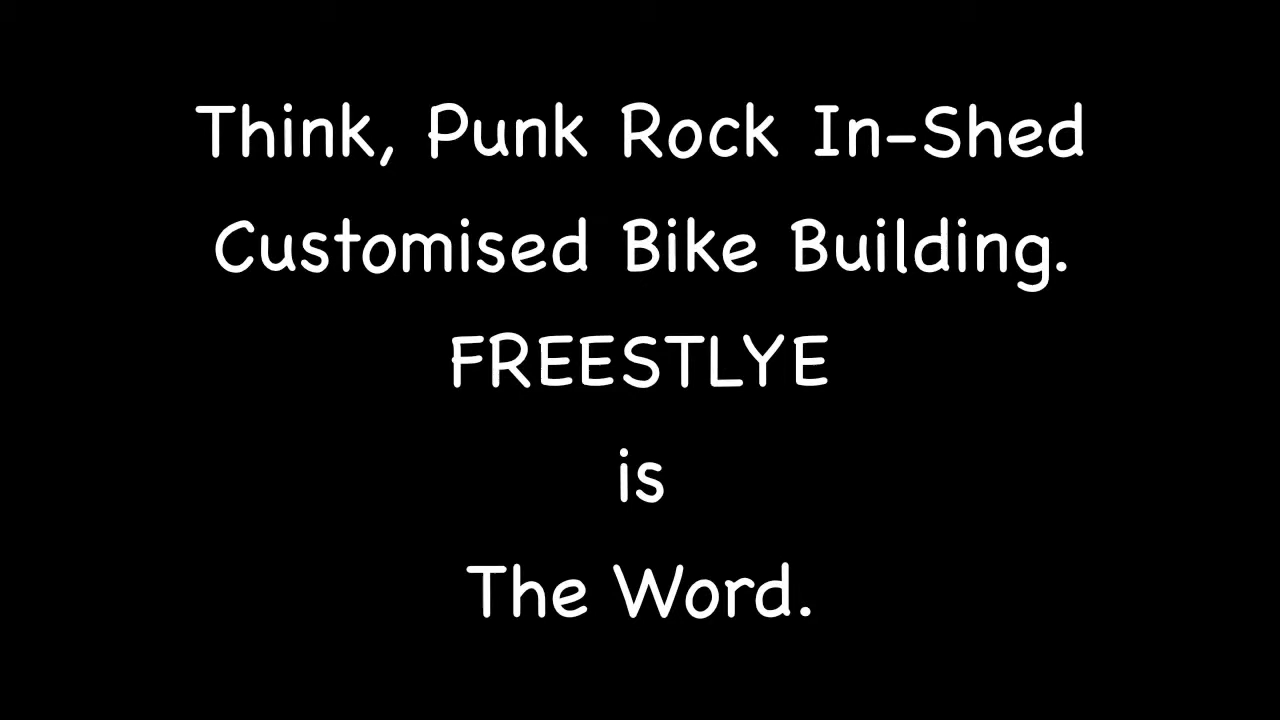 Think, Punk Rock In-Shed
Customised Bike Building.
FREESTLYE
is
The Word.